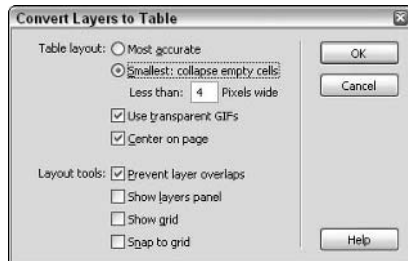 Convert Layers to Table
Table layout: Most accurate
Smallest: collapse empty cells
Less than: 4 Pixels wide
Use transparent GIFs
Center on page
Layout tools: Prevent layer overlaps
Show layers panel
Show grid
Snap to grid
OK
Cancel
Help